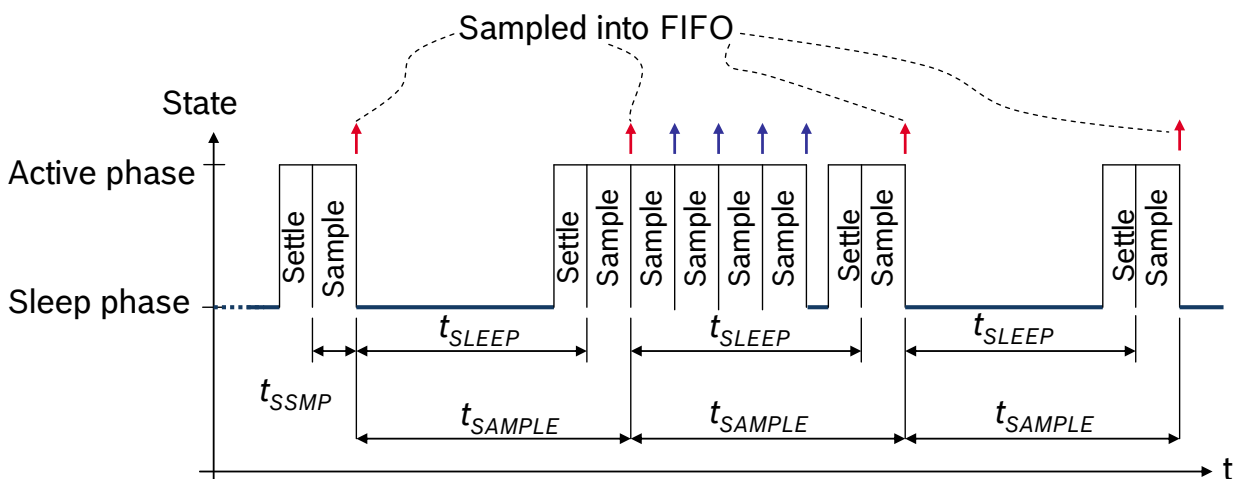 Sampled into FIFO
State
Active phase
Settle
Sample
Settle
Sample
Sample
Sample
Sample
Sample
Settle
Sample
Settle
Sample
Sleep phase
tSLEEP
tSLEEP
tSLEEP
tSSMP
tSAMPLE
tSAMPLE
tSAMPLE
t